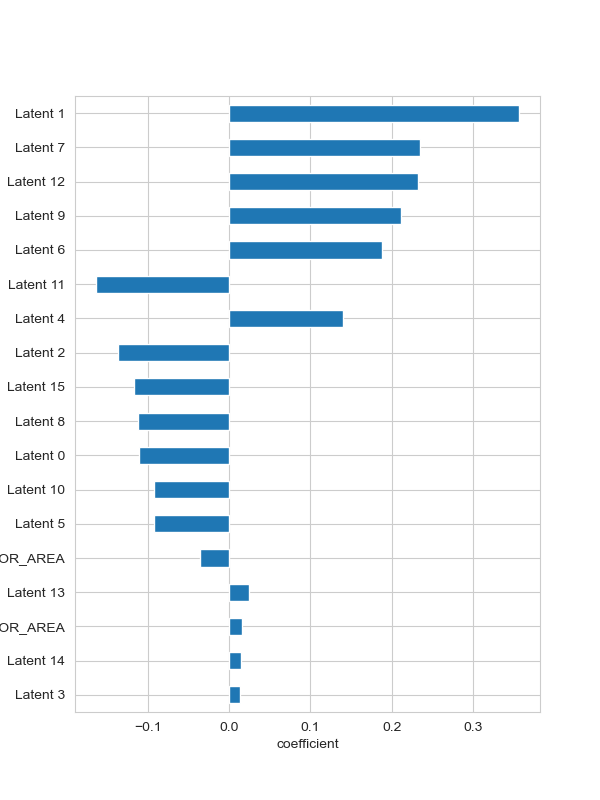 Latent 1
Latent 7
Latent 12
Latent 9
Latent 6
Latent 11
Latent 4
Latent 2
Latent 15
Latent 8
Latent 0
Latent 10
Latent 5
OR_AREA
Latent 13
OR_AREA
Latent 14
Latent 3
−0.1 0.0 0.1 0.2 0.3
coefficient